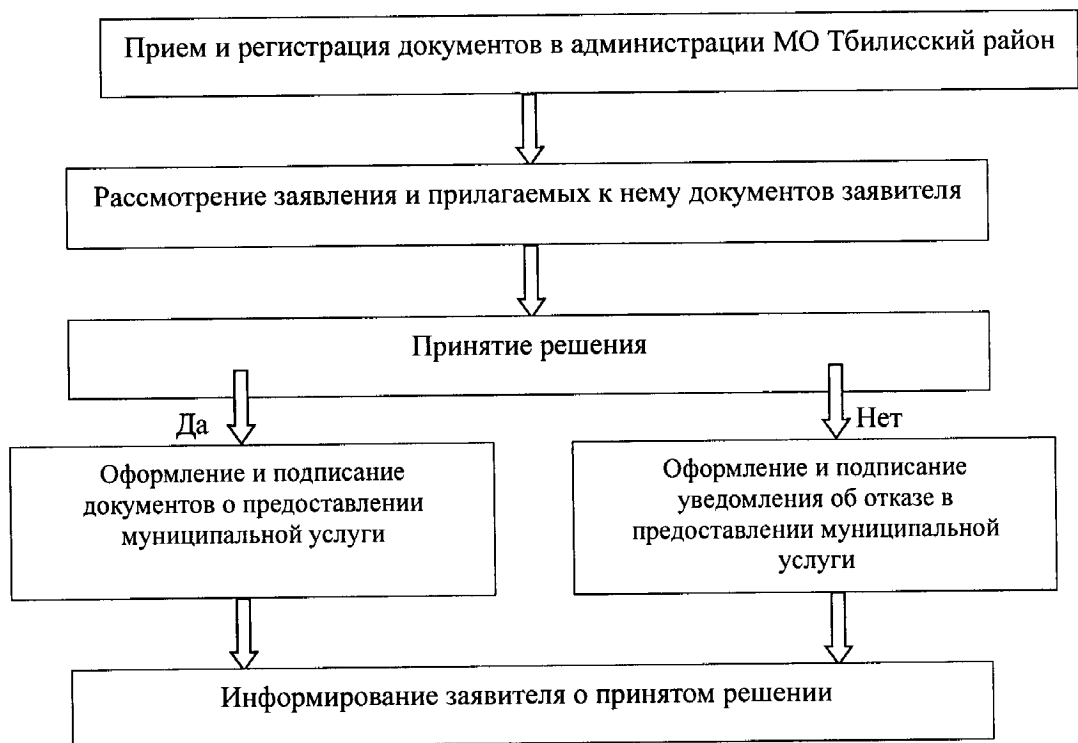 Прием и регистрация документов в администрации МО Тбилисский район
Рассмотрение заявления и прилагаемых к нему документов заявителя
Принятие решения
Да
Нет
Оформление и подписание
документов о предоставлении
муниципальной услуги
Оформление и подписание
уведомления об отказе в
предоставлении муниципальной
услуги
Информирование заявителя о принятом решении